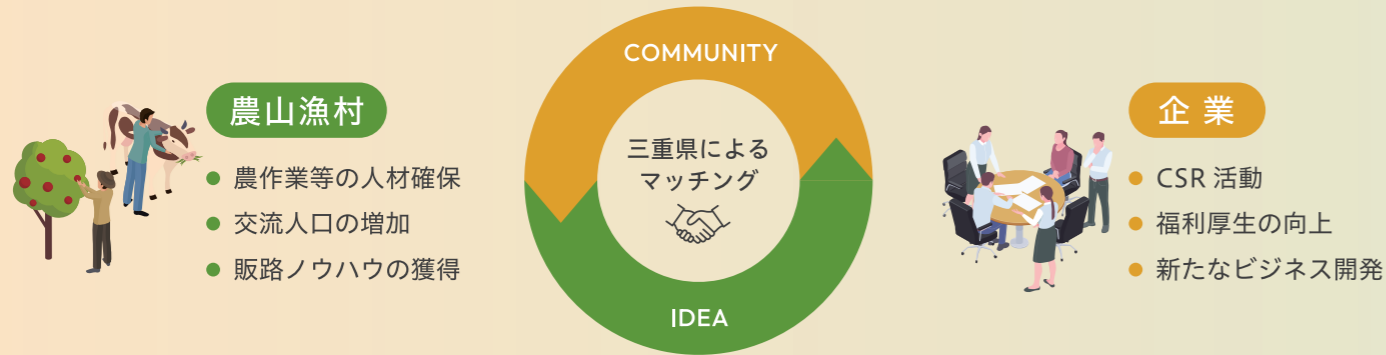 農山漁村
農作業等の人材確保
交流人口の増加
販路ノウハウの獲得
COMMUNITY
三重県による
マッチング
IDEA
企業
CSR 活動
福利厚生の向上
新たなビジネス開発